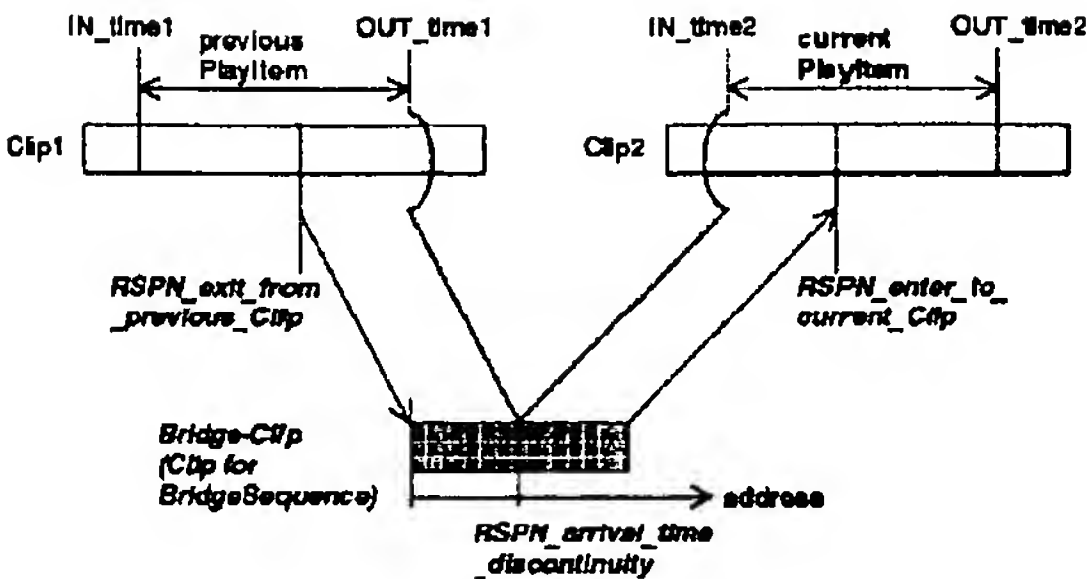 IN_time1
previous
PlayItem
OUT_time1
IN_time2
current
PlayItem
OUT_time2
Clip1
Clip2
RSPN_exit_from
_previous_Clip
RSPN_enter_to_
current_Clip
Bridge-Clip
(Clip for
BridgeSequence)
address
RSPN_arrival_time
_discontinuity